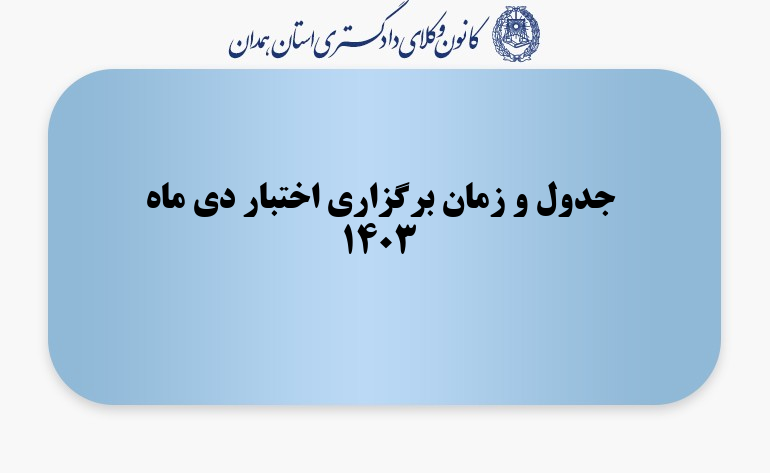 کانون وکلای دادگستری استان همدان
جدول و زمان برگزاری اختبار دی ماه
۱۴۰۳